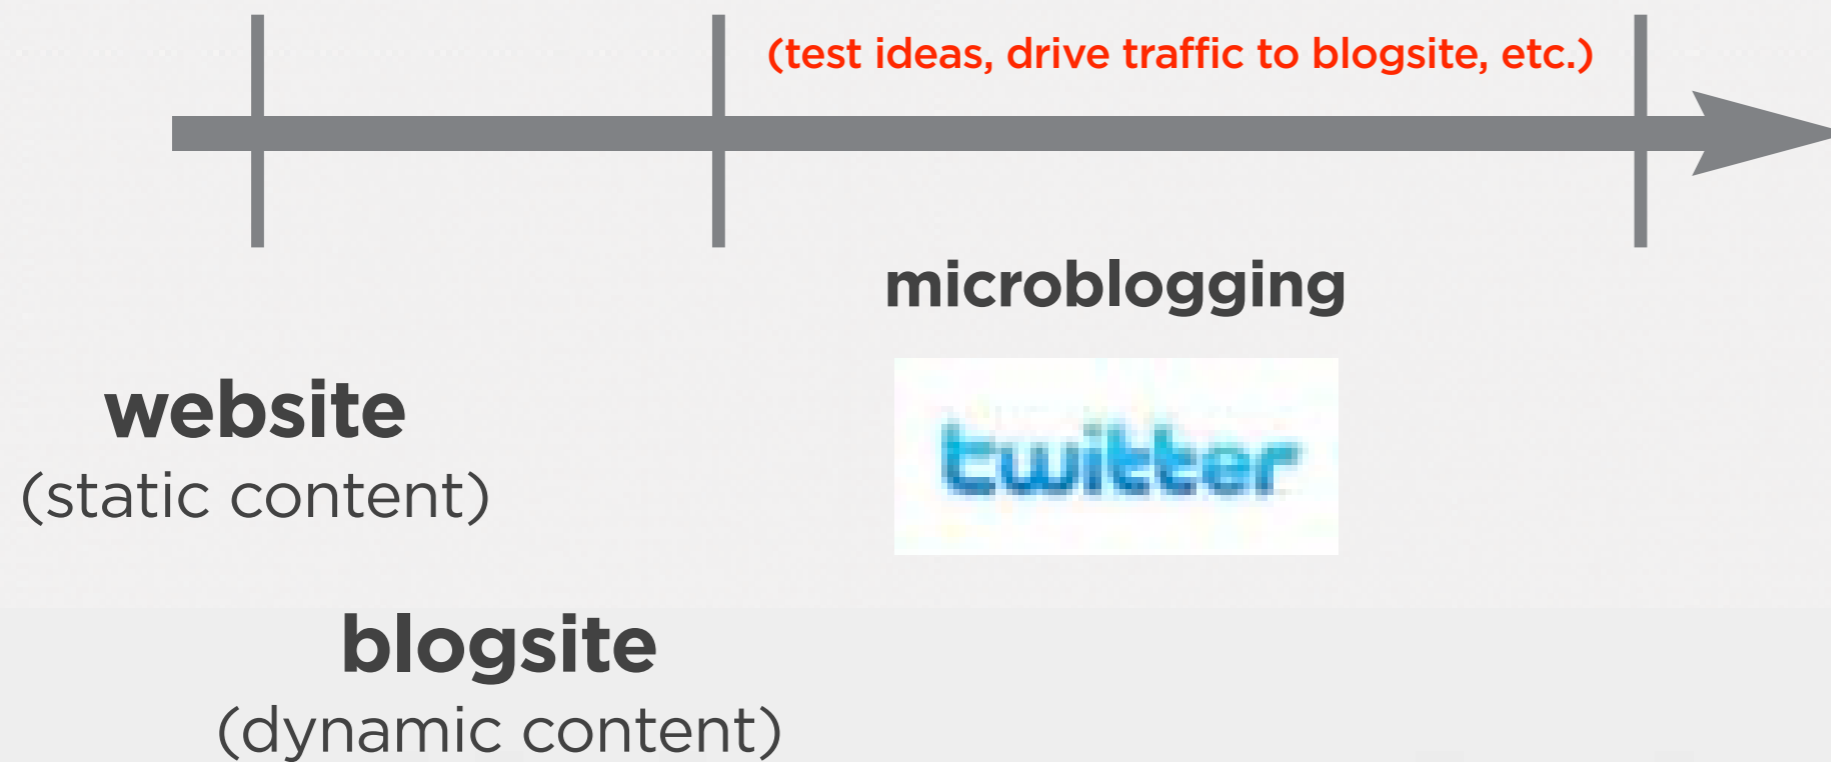 (test ideas, drive traffic to blogsite, etc.)
microblogging
twitter
website
(static content)
blogsite
(dynamic content)